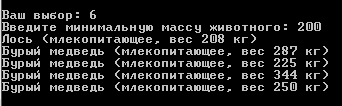 Ваш выбор: 6
Введите минимальную массу животного: 200
Лось (млекопитающее, вес 208 кг)
Бурый медведь (млекопитающее, вес 287 кг)
Бурый медведь (млекопитающее, вес 225 кг)
Бурый медведь (млекопитающее, вес 344 кг)
Бурый медведь (млекопитающее, вес 250 кг)